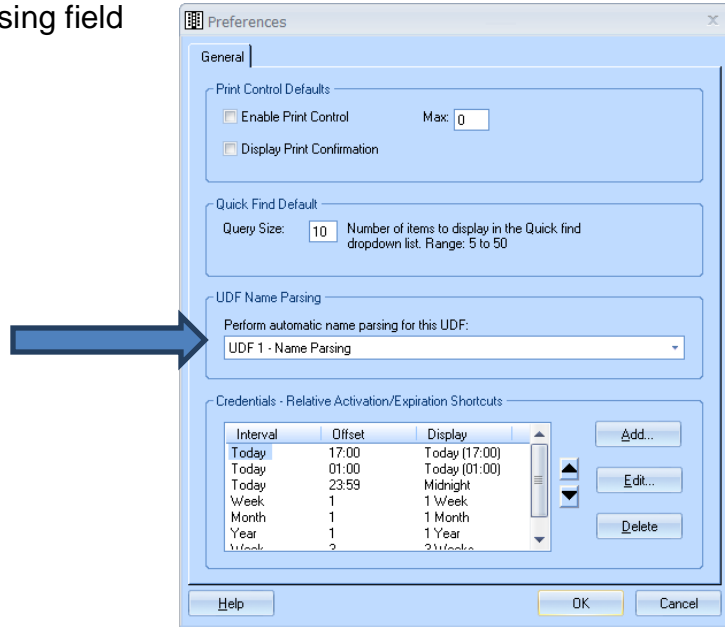 sing field
Preferences
General
Print Control Defaults
Enable Print Control Max: 0
Display Print Confirmation
Quick Find Default
Query Size: 10 Number of items to display in the Quick find
dropdown list. Range: 5 to 50
UDF Name Parsing
Perform automatic name parsing for this UDF:
UDF 1 - Name Parsing
Credentials - Relative Activation/Expiration Shortcuts
Interval Offset Display
Today 17:00 Today (17:00)
Today 01:00 Today (01:00)
Today 23:59 Midnight
Week 1 1 Week
Month 1 1 Month
Year 1 1 Year
Add...
Edit...
Delete
Help OK Cancel